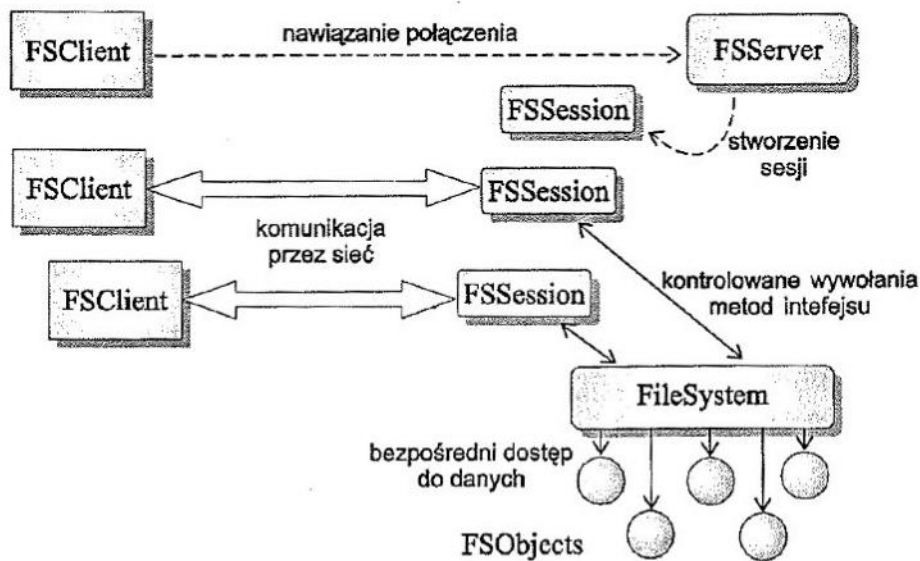 FSClient
nawiązanie połączenia
FSServer
FSSession
stworzenie
sesji
FSClient
FSSession
komunikacja
przez sieć
FSClient
FSSession
kontrolowane wywołania
metod intefejsu
FileSystem
bezpośredni dostęp
do danych
FSObjects